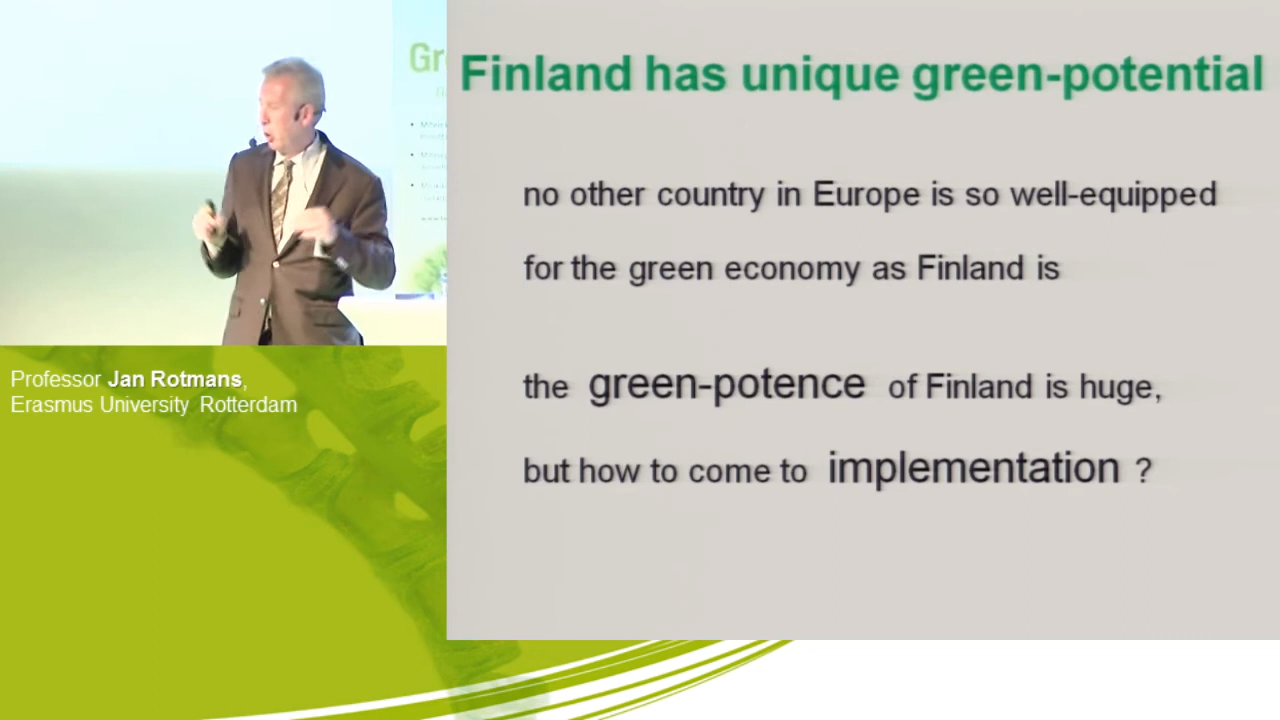 Finland has unique green-potential
no other country in Europe is so well-equipped
for the green economy as Finland is
the green-potence of Finland is huge,
but how to come to implementation ?
Professor Jan Rotmans,
Erasmus University Rotterdam